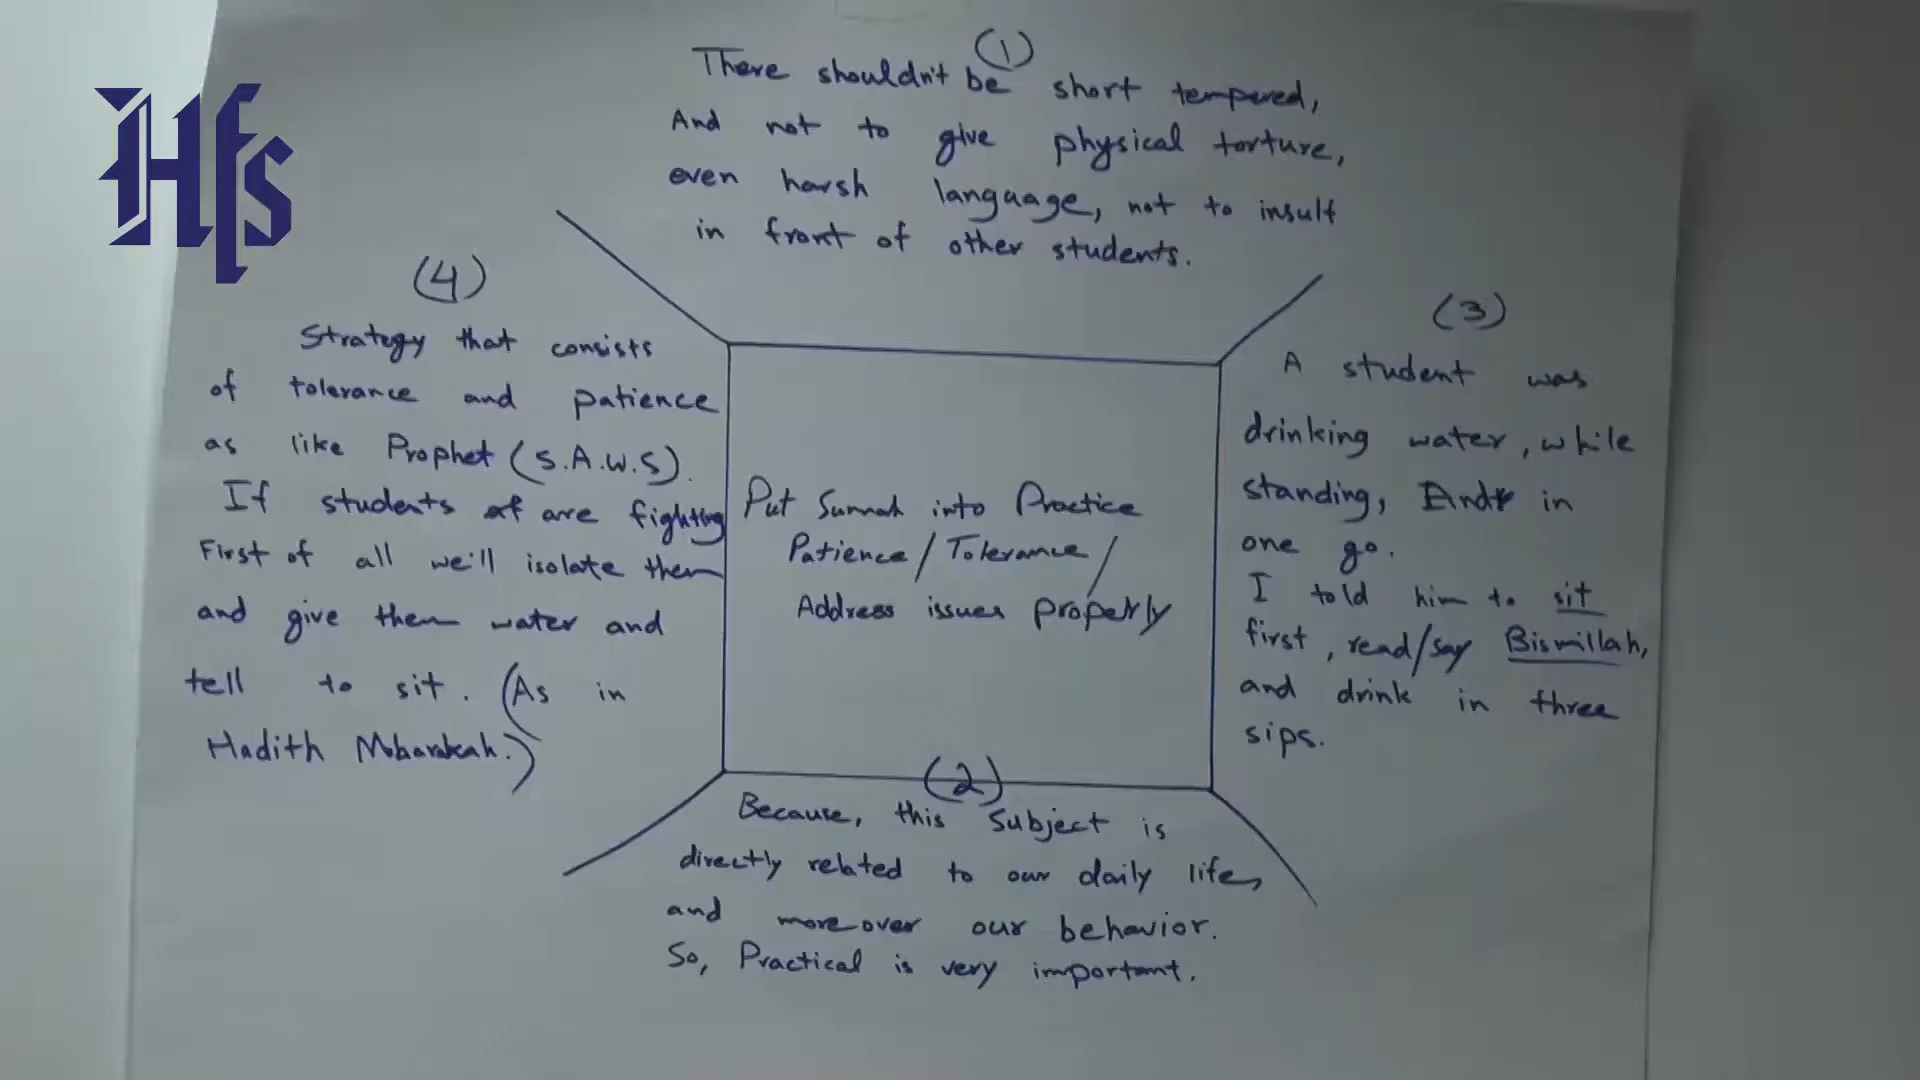 Hfs
(1)
There shouldn't be short tempered,
And not to give physical torture,
even harsh language, not to insult
in front of other students.
(4)
Strategy that consists
of tolerance and patience
as like Prophet (S.A.W.S).
If students are fighting
First of all we'll isolate them
and give them water and
tell to sit. (As in
Hadith Mobarakah.)
Put Sunnah into Practice
Patience / Tolerance /
Address issues properly
(3)
A student was
drinking water, while
standing, And in
one go.
I told him to sit
first, read/say Bismillah,
and drink in three
sips.
(2)
Because, this Subject is
directly related to our daily life,
and more over our behavior.
So, Practical is very important.